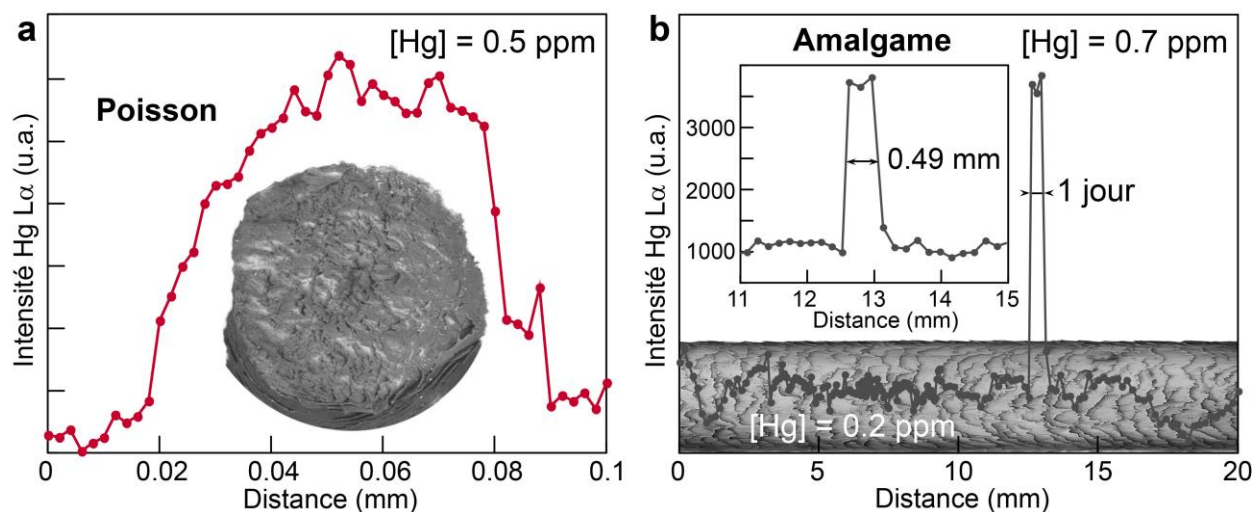 a
[Hg] = 0.5 ppm
Poisson
Intensité Hg Lα (u.a.)
0 0.02 0.04 0.06 0.08 0.1
Distance (mm)
b
Amalgame
[Hg] = 0.7 ppm
3000
2000
1000
0.49 mm
11 12 13 14 15
Distance (mm)
1 jour
Intensité Hg Lα (u.a.)
[Hg] = 0.2 ppm
0 5 10 15 20
Distance (mm)